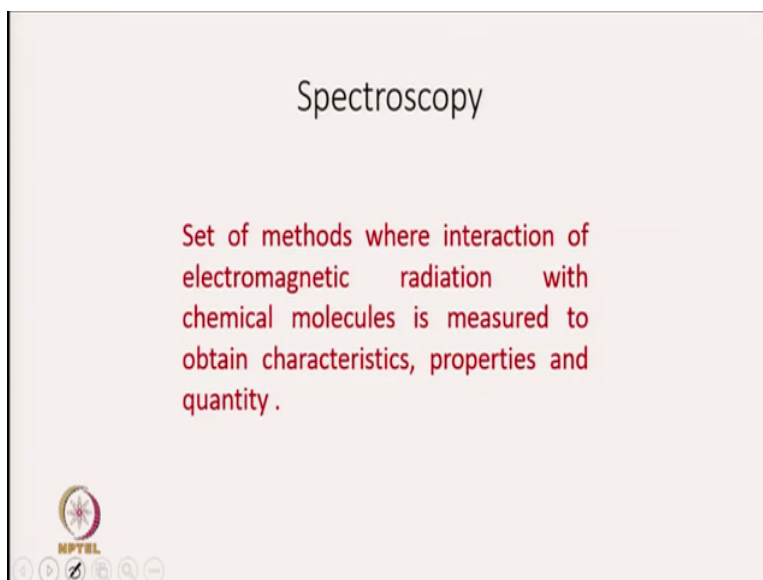 Spectroscopy
Set of methods where interaction of
electromagnetic radiation with
chemical molecules is measured to
obtain characteristics, properties and
quantity .
NPTEL